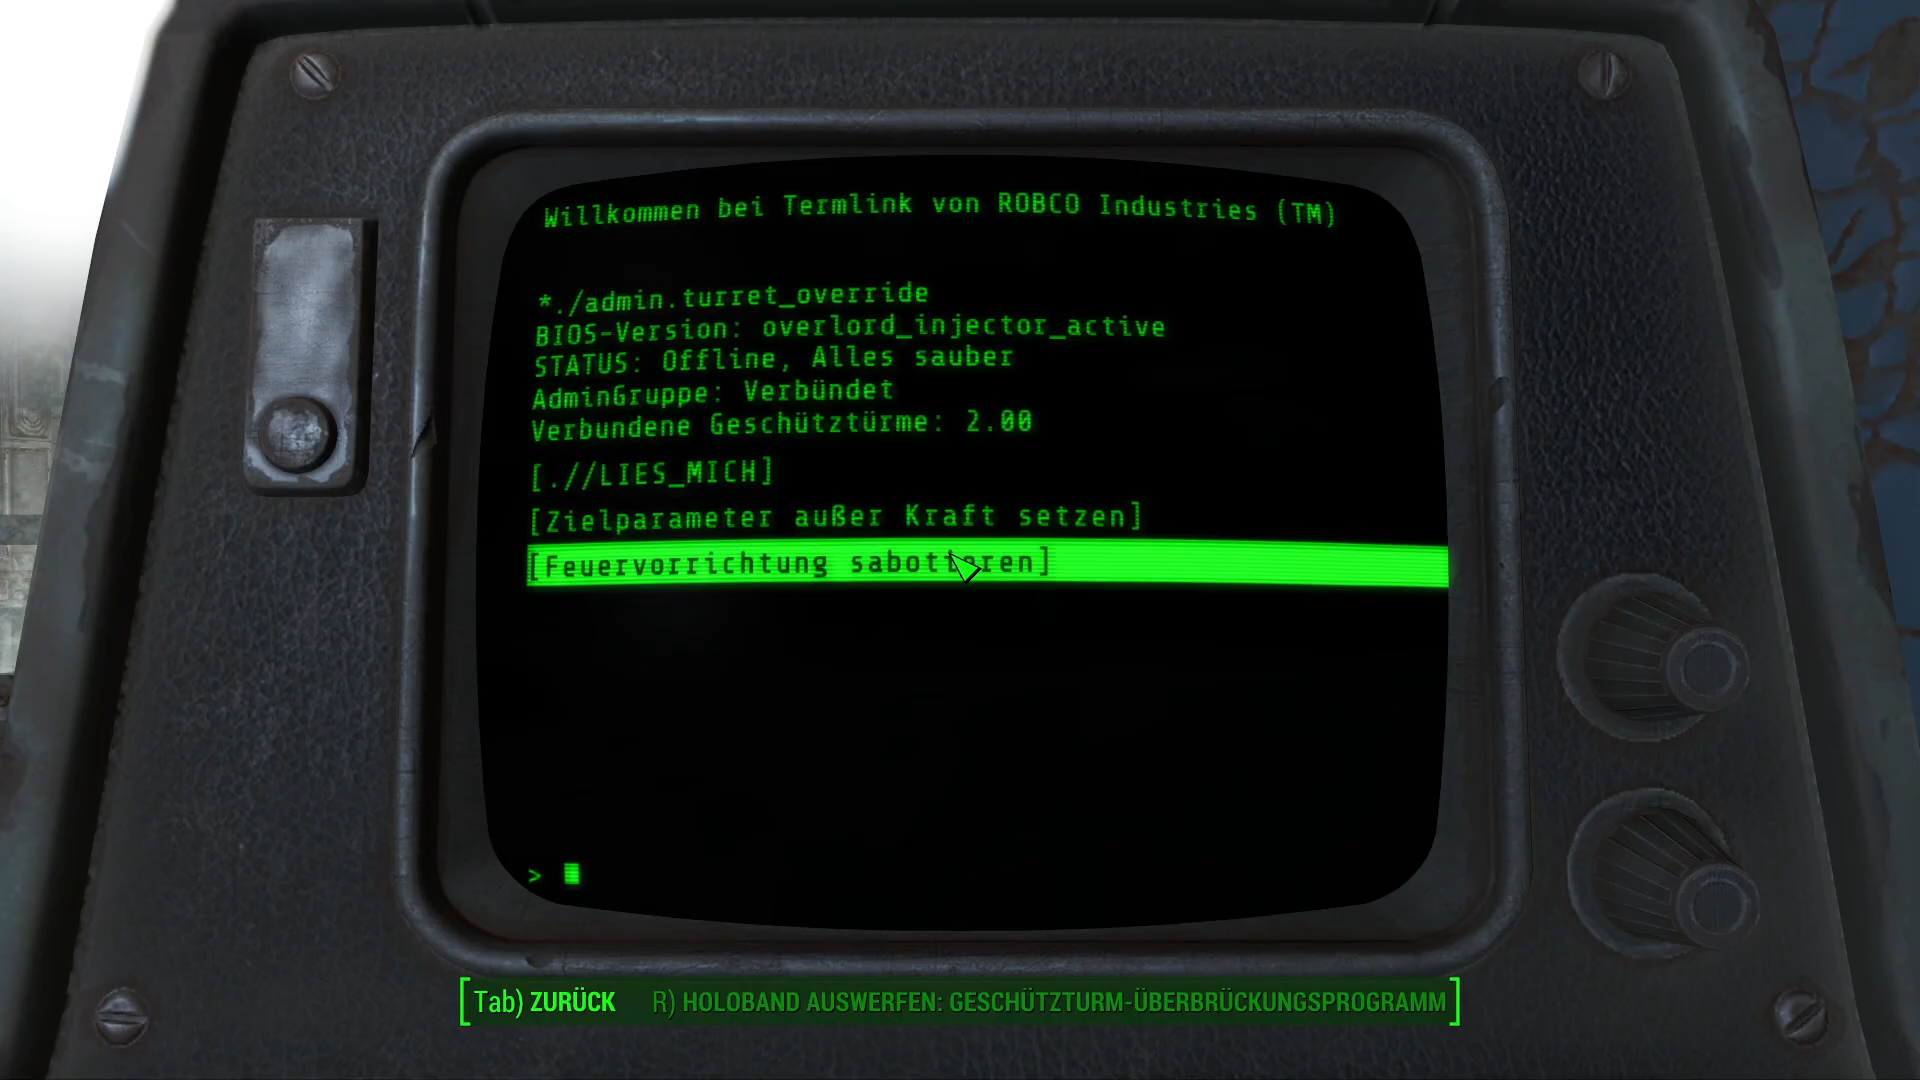 Willkommen bei Termlink von ROBCO Industries (TM)
*./admin.turret_override
BIOS-Version: overlord_injector_active
STATUS: Offline, Alles sauber
AdminGruppe: Verbündet
Verbundene Geschütztürme: 2.00
[.//LIES_MICH]
[Zielparameter außer Kraft setzen]
[Feuervorrichtung sabotieren]
>
[Tab) ZURÜCK R) HOLOBAND AUSWERFEN: GESCHÜTZTURM-ÜBERBRÜCKUNGSPROGRAMM]